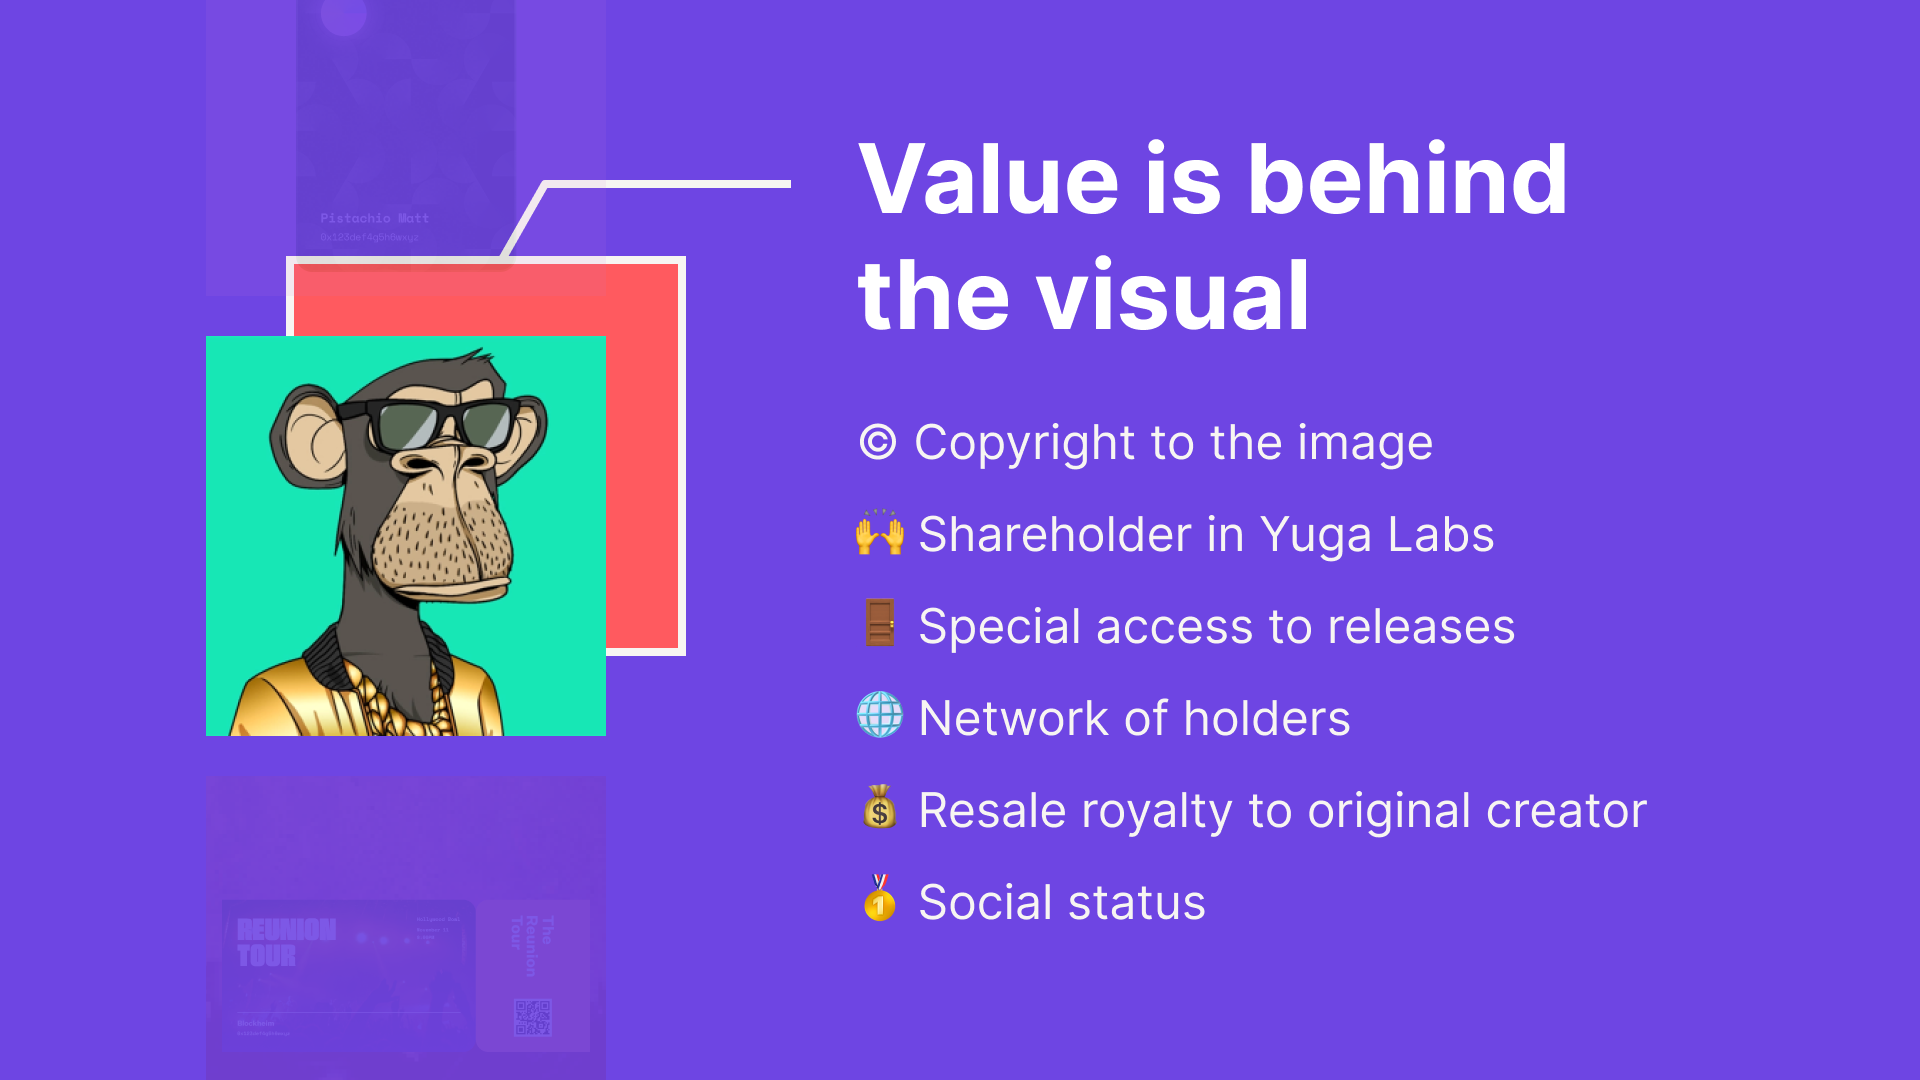 Pistachio Matt
Value is behind
the visual
© Copyright to the image
🙌 Shareholder in Yuga Labs
🚪 Special access to releases
🌐 Network of holders
💰 Resale royalty to original creator
🥇 Social status
REUNION
TOUR
The
Reunion
Tour